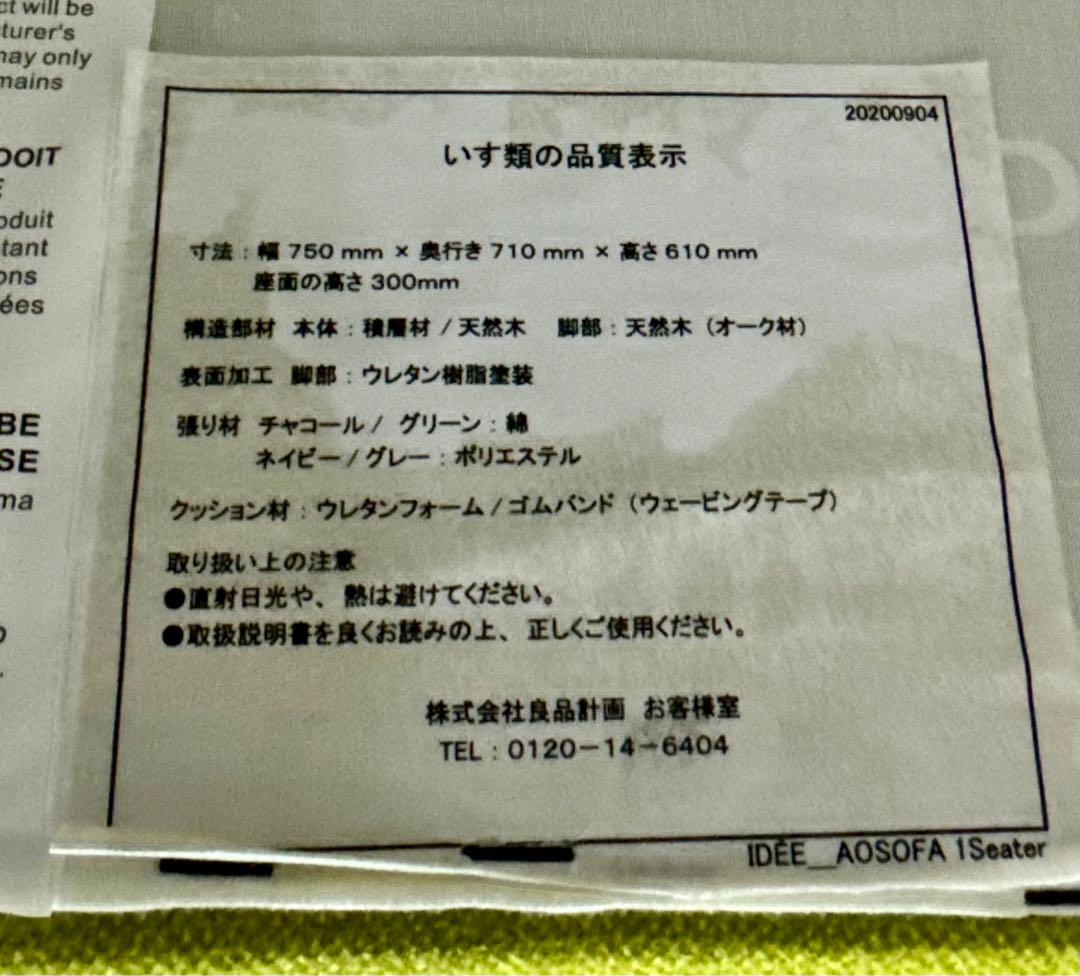 ct will be
turer's
may only
mains
DOIT
E
oduit
tant
ons
ées
BE
SE
ma
20200904
いす類の品質表示
寸法：幅 750 mm × 奥行き 710 mm × 高さ 610 mm
座面の高さ 300mm
構造部材 本体：積層材 / 天然木 脚部：天然木（オーク材）
表面加工 脚部：ウレタン樹脂塗装
張り材 チャコール / グリーン：綿
ネイビー / グレー：ポリエステル
クッション材：ウレタンフォーム / ゴムバンド（ウェービングテープ）
取り扱い上の注意
●直射日光や、熱は避けてください。
●取扱説明書を良くお読みの上、正しくご使用ください。
株式会社良品計画 お客様室
TEL：0120－14－6404
IDÉE__AOSOFA 1Seater